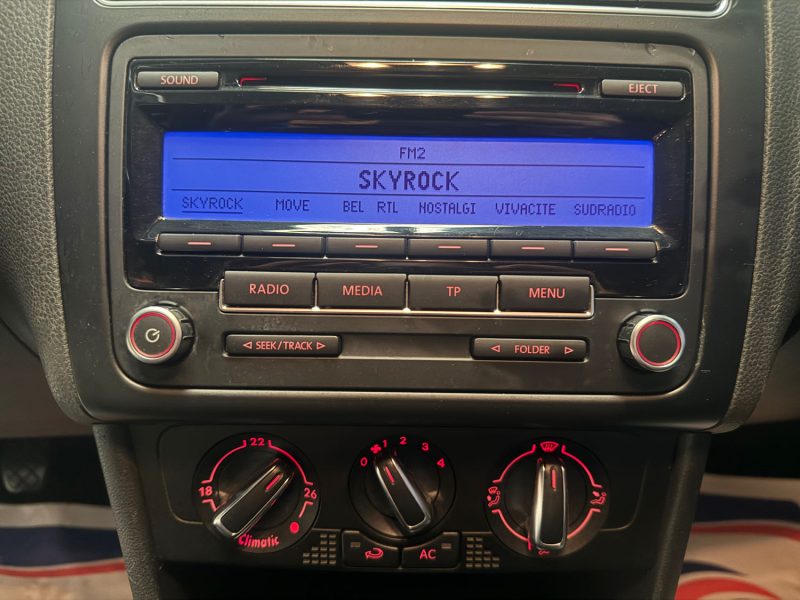 SOUND EJECT
FM2
SKYROCK
SKYROCK MOVE BEL RTL NOSTALGI VIVACITE SUDRADIO
RADIO MEDIA TP MENU
SEEK/TRACK FOLDER
22 0 1 2 3 4
18 26
Climatic
AC